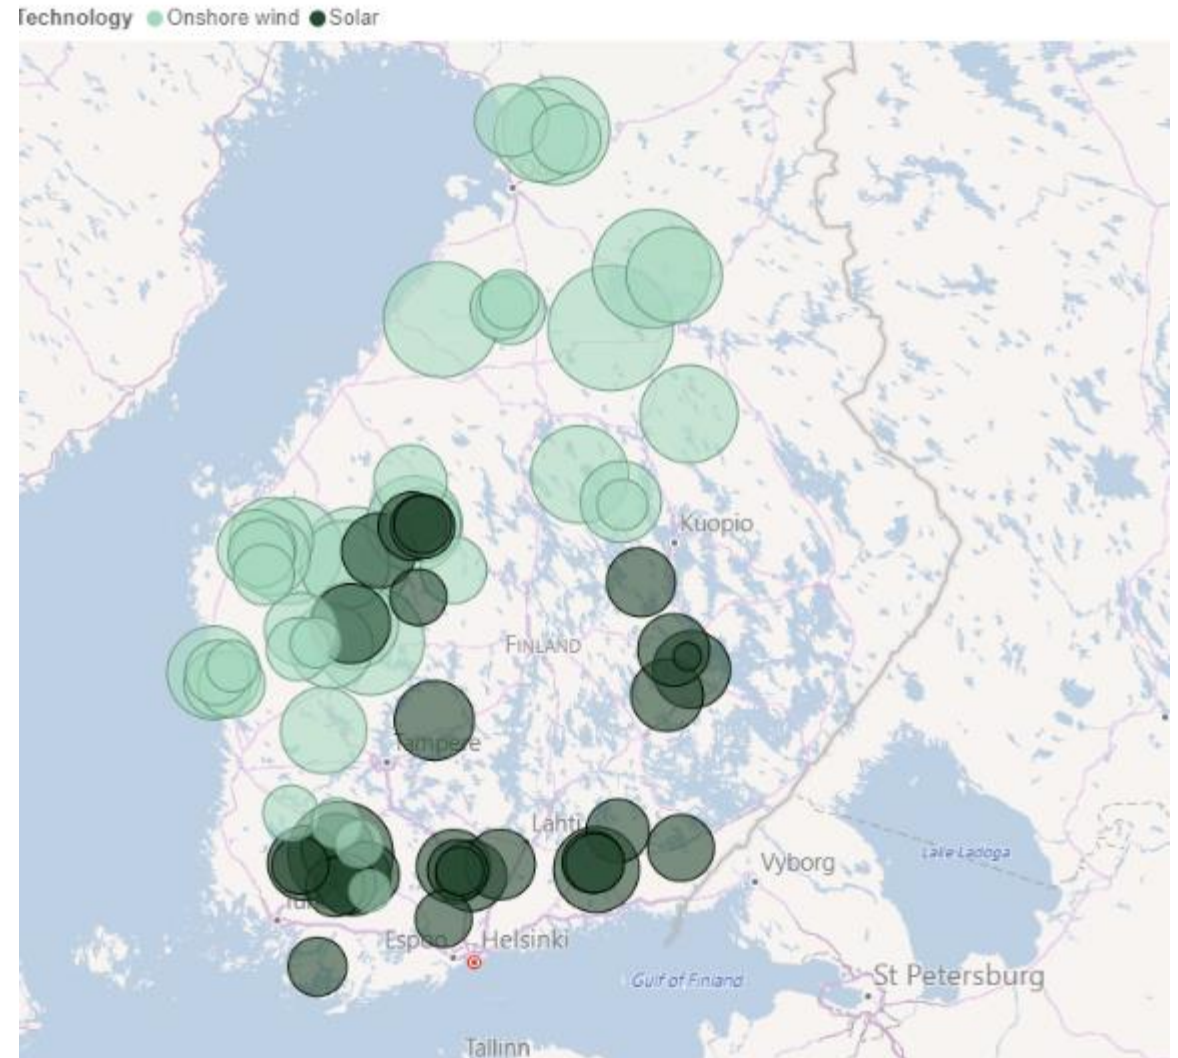 Technology Onshore wind Solar
Kuopio
FINLAND
Tampere
Lahti
Vyborg
Lake Ladoga
Espoo
Helsinki
Gulf of Finland
St Petersburg
Tallinn